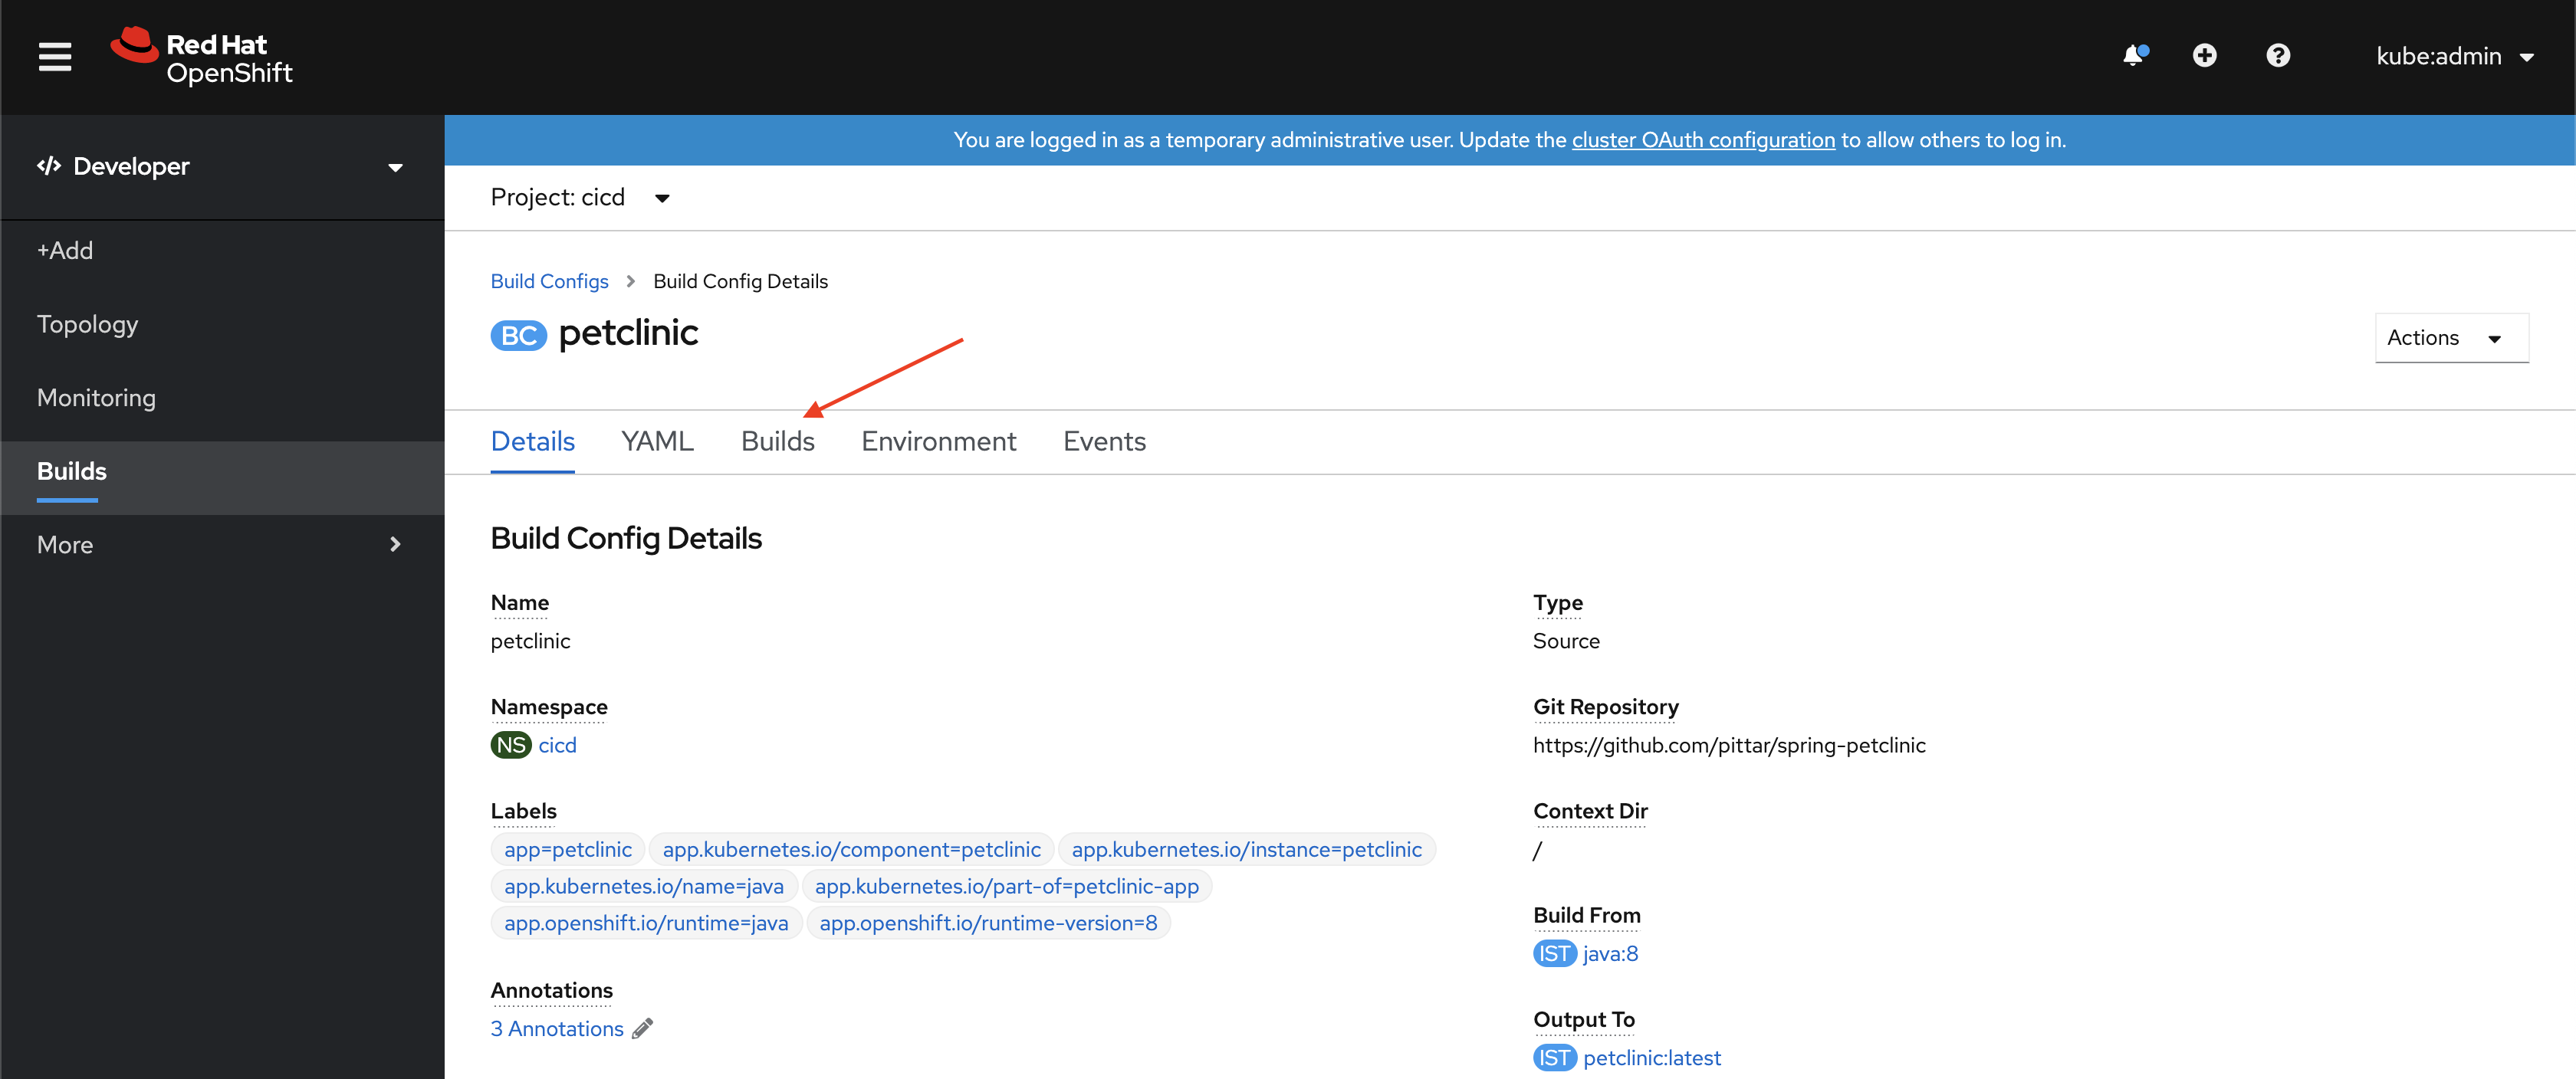 Red Hat
OpenShift
kube:admin
Developer
+Add
Topology
Monitoring
Builds
More
You are logged in as a temporary administrative user. Update the cluster OAuth configuration to allow others to log in.
Project: cicd
Build Configs > Build Config Details
BC petclinic
Actions
Details YAML Builds Environment Events
Build Config Details
Name
petclinic
Namespace
NS cicd
Labels
app=petclinic app.kubernetes.io/component=petclinic app.kubernetes.io/instance=petclinic
app.kubernetes.io/name=java app.kubernetes.io/part-of=petclinic-app
app.openshift.io/runtime=java app.openshift.io/runtime-version=8
Annotations
3 Annotations
Type
Source
Git Repository
https://github.com/pittar/spring-petclinic
Context Dir
/
Build From
IST java:8
Output To
IST petclinic:latest